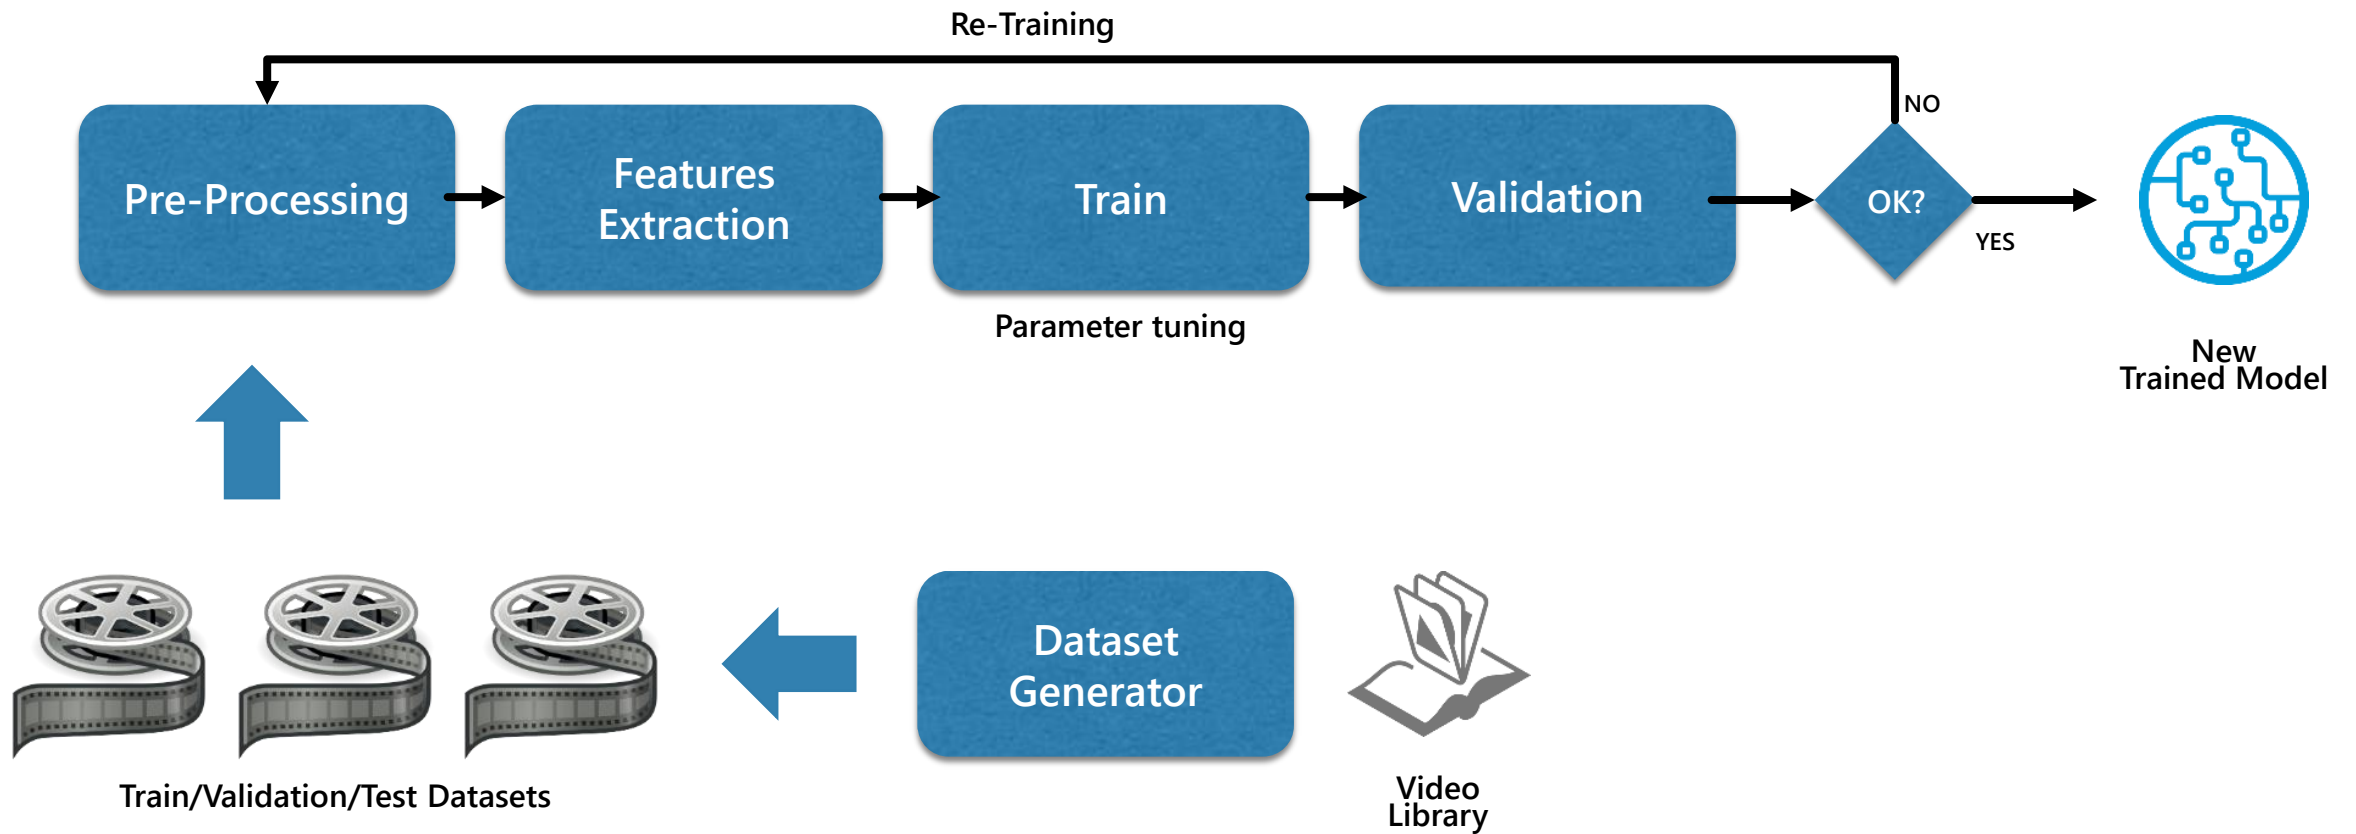 Re-Training
NO
Pre-Processing
Features
Extraction
Train
Validation
OK?
YES
Parameter tuning
New
Trained Model
Dataset
Generator
Train/Validation/Test Datasets
Video
Library